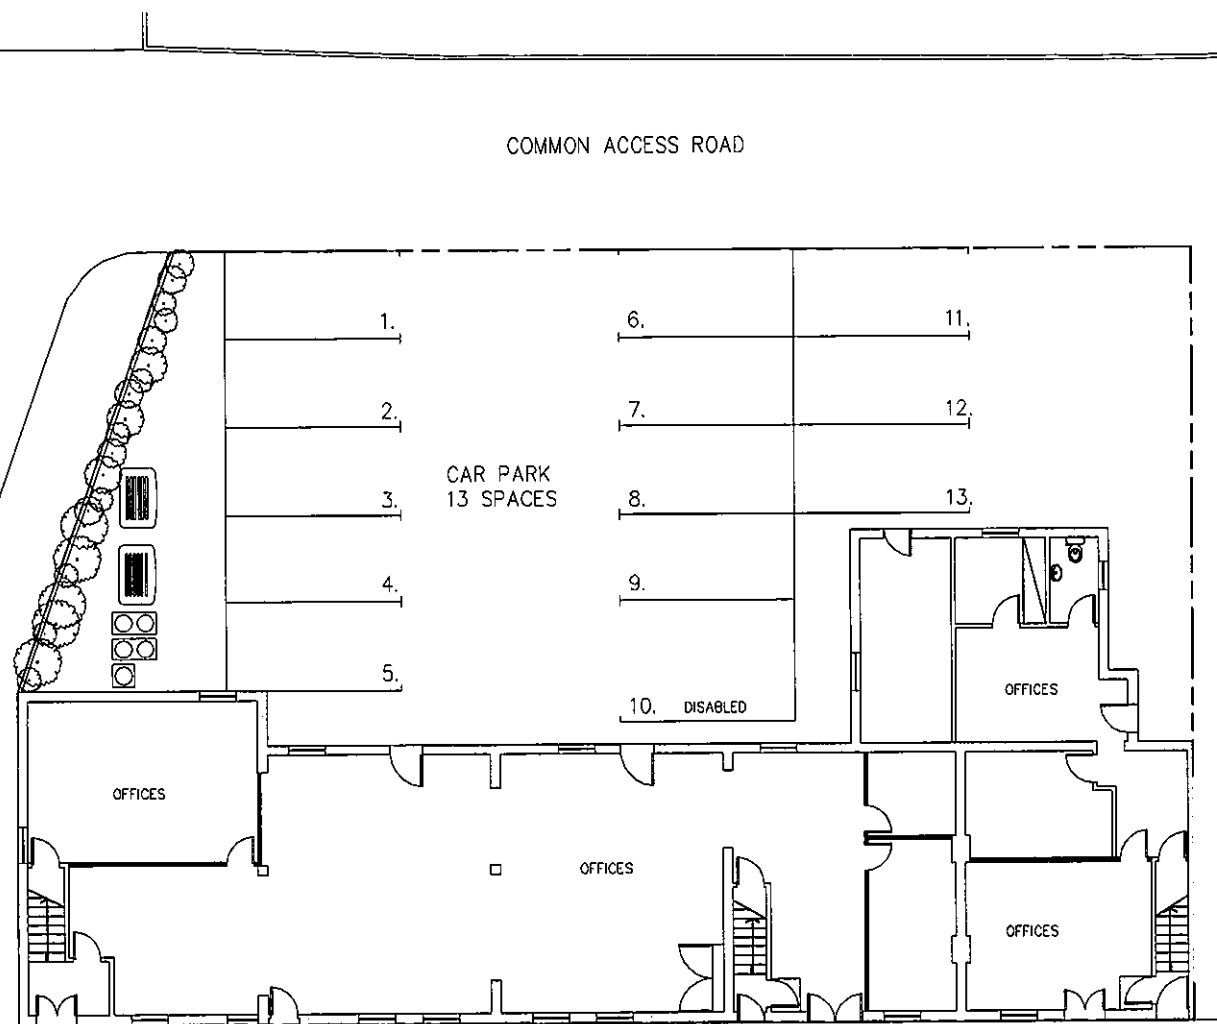 COMMON ACCESS ROAD
1.
6.
11.
2.
7.
12.
CAR PARK
13 SPACES
3.
8.
13.
4.
9.
5.
10. DISABLED
OFFICES
OFFICES
OFFICES
OFFICES